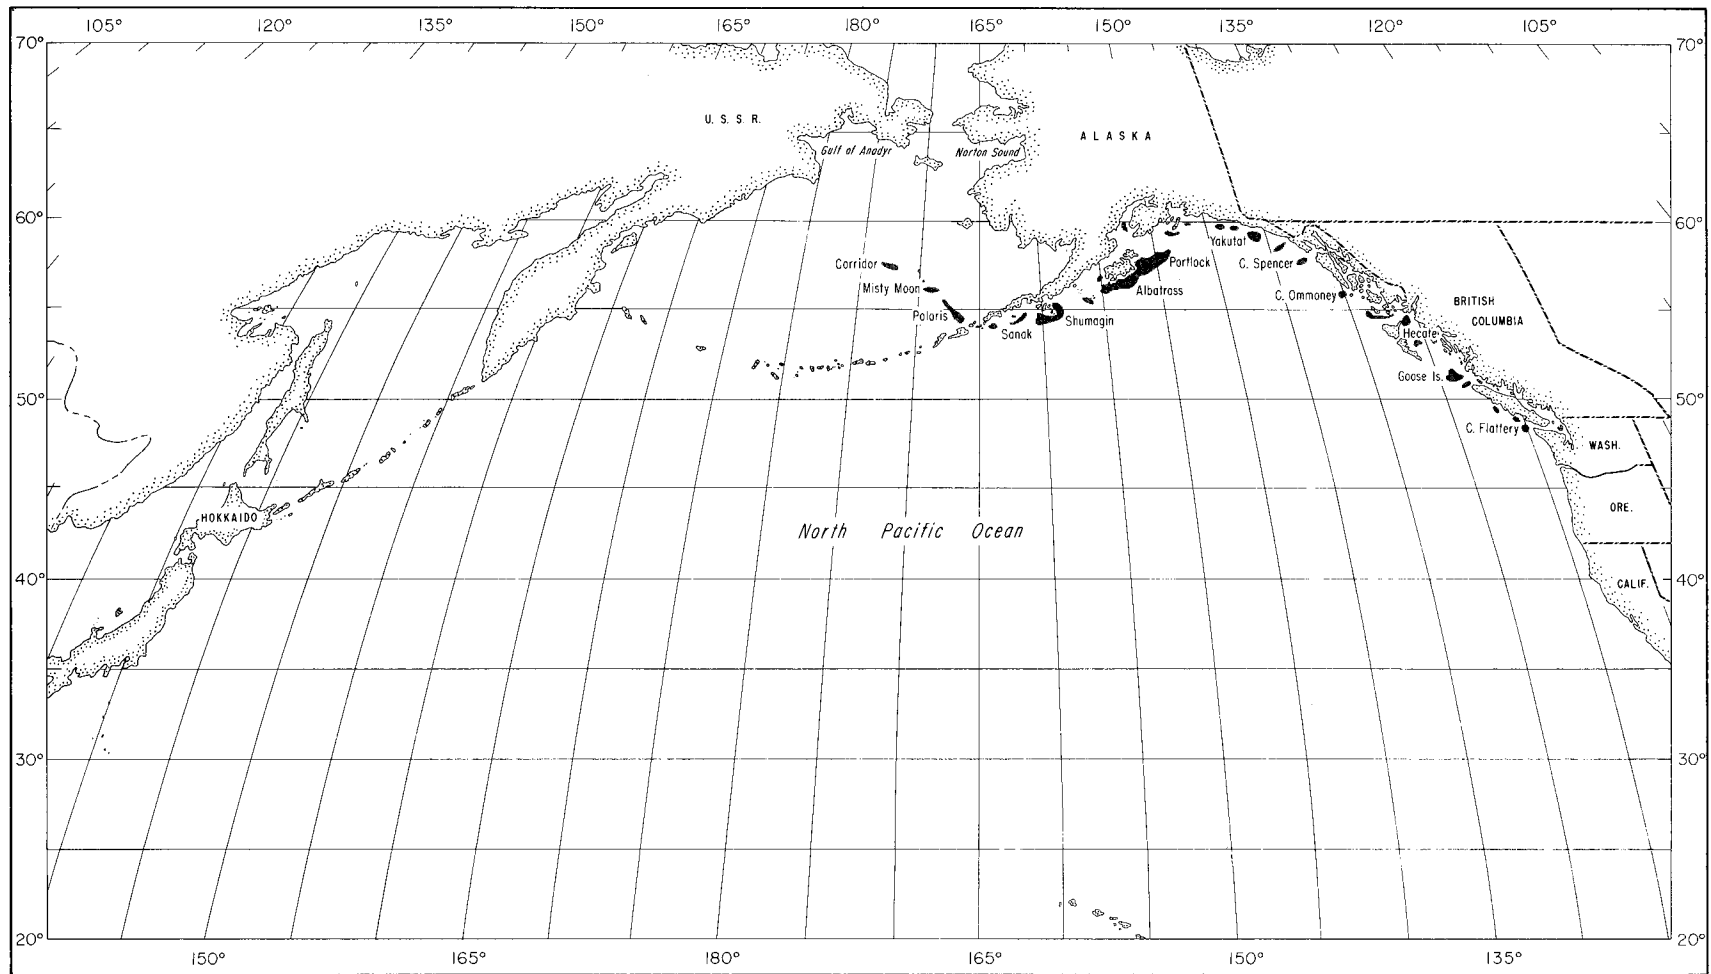 105° 120° 135° 150° 165° 180° 165° 150° 135° 120° 105°
70° 70°
U. S. S. R.
ALASKA
Gulf of Anadyr
Norton Sound
60° 60°
Yakutat
Corridor
Portlock
C. Spencer
Misty Moon
Albatross
C. Ommoney
BRITISH
COLUMBIA
Polaris
Shumagin
Sanak
Hecate
Goose Is.
50° 50°
C. Flattery
WASH.
HOKKAIDO
ORE.
North Pacific Ocean
40° 40°
CALIF.
30° 30°
20° 20°
150° 165° 180° 165° 150° 135°